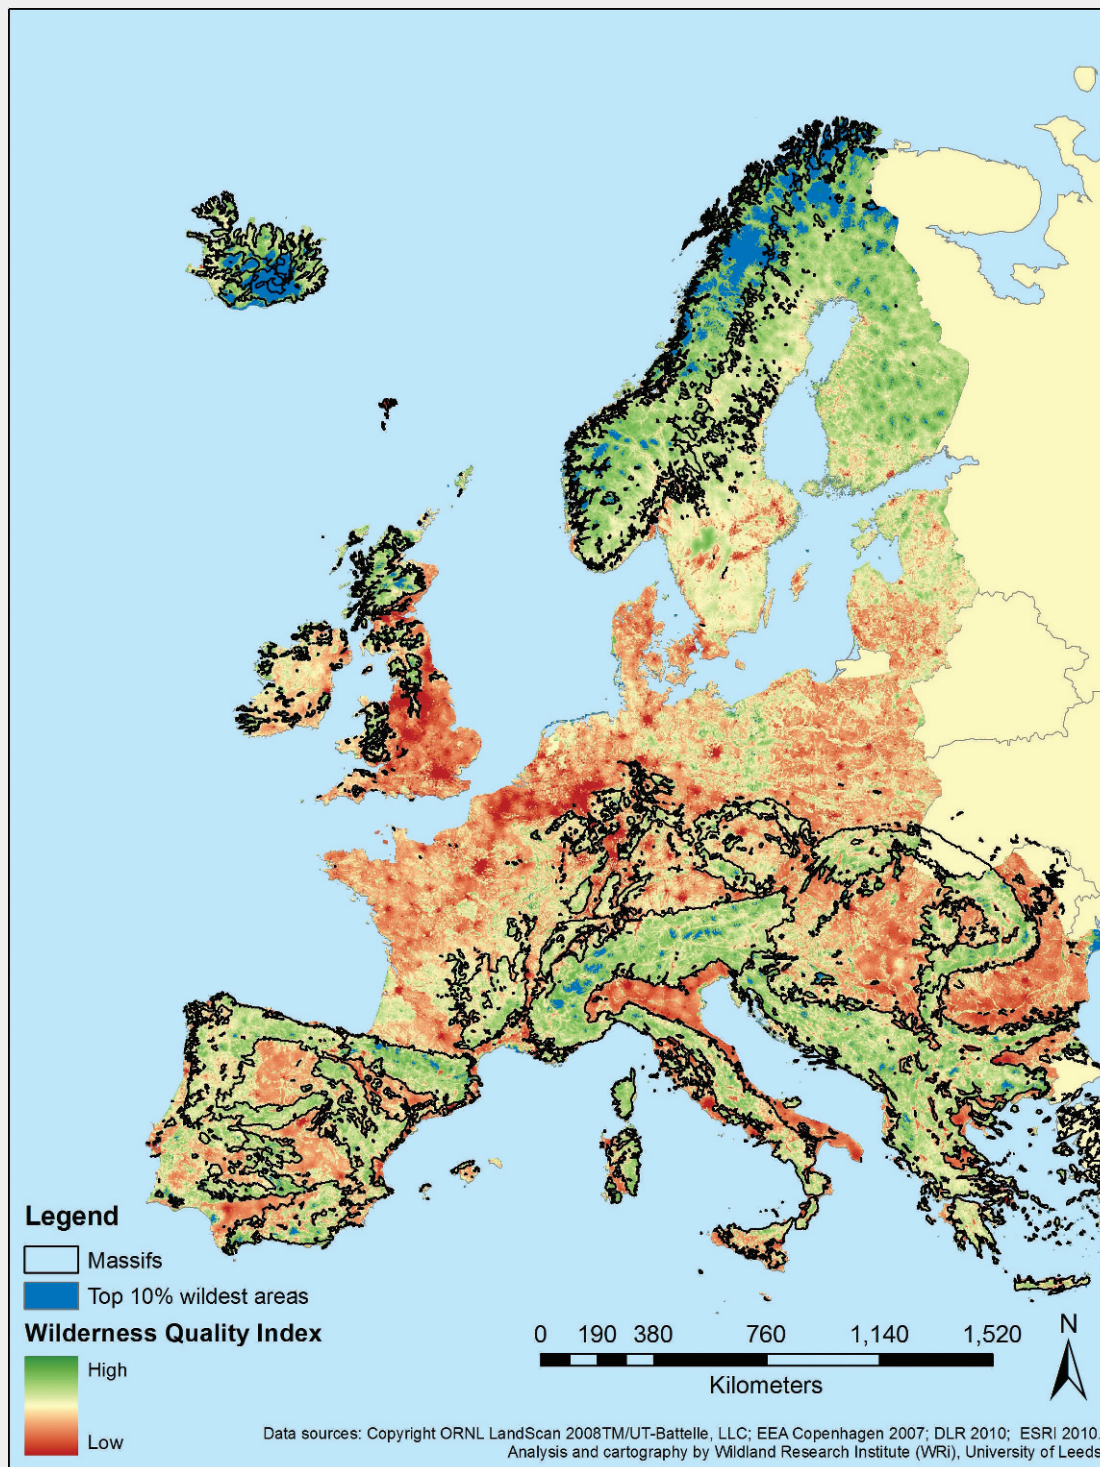 Legend
Massifs
Top 10% wildest areas
Wilderness Quality Index
High
Low
0 190 380 760 1,140 1,520
Kilometers
N
Data sources: Copyright ORNL LandScan 2008TM/UT-Battelle, LLC; EEA Copenhagen 2007; DLR 2010; ESRI 2010.
Analysis and cartography by Wildland Research Institute (WRi), University of Leeds